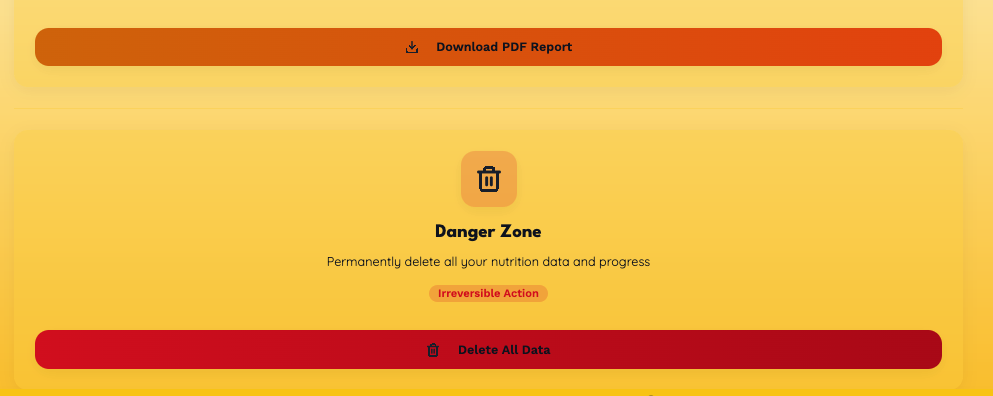 Download PDF Report
Danger Zone
Permanently delete all your nutrition data and progress
Irreversible Action
Delete All Data